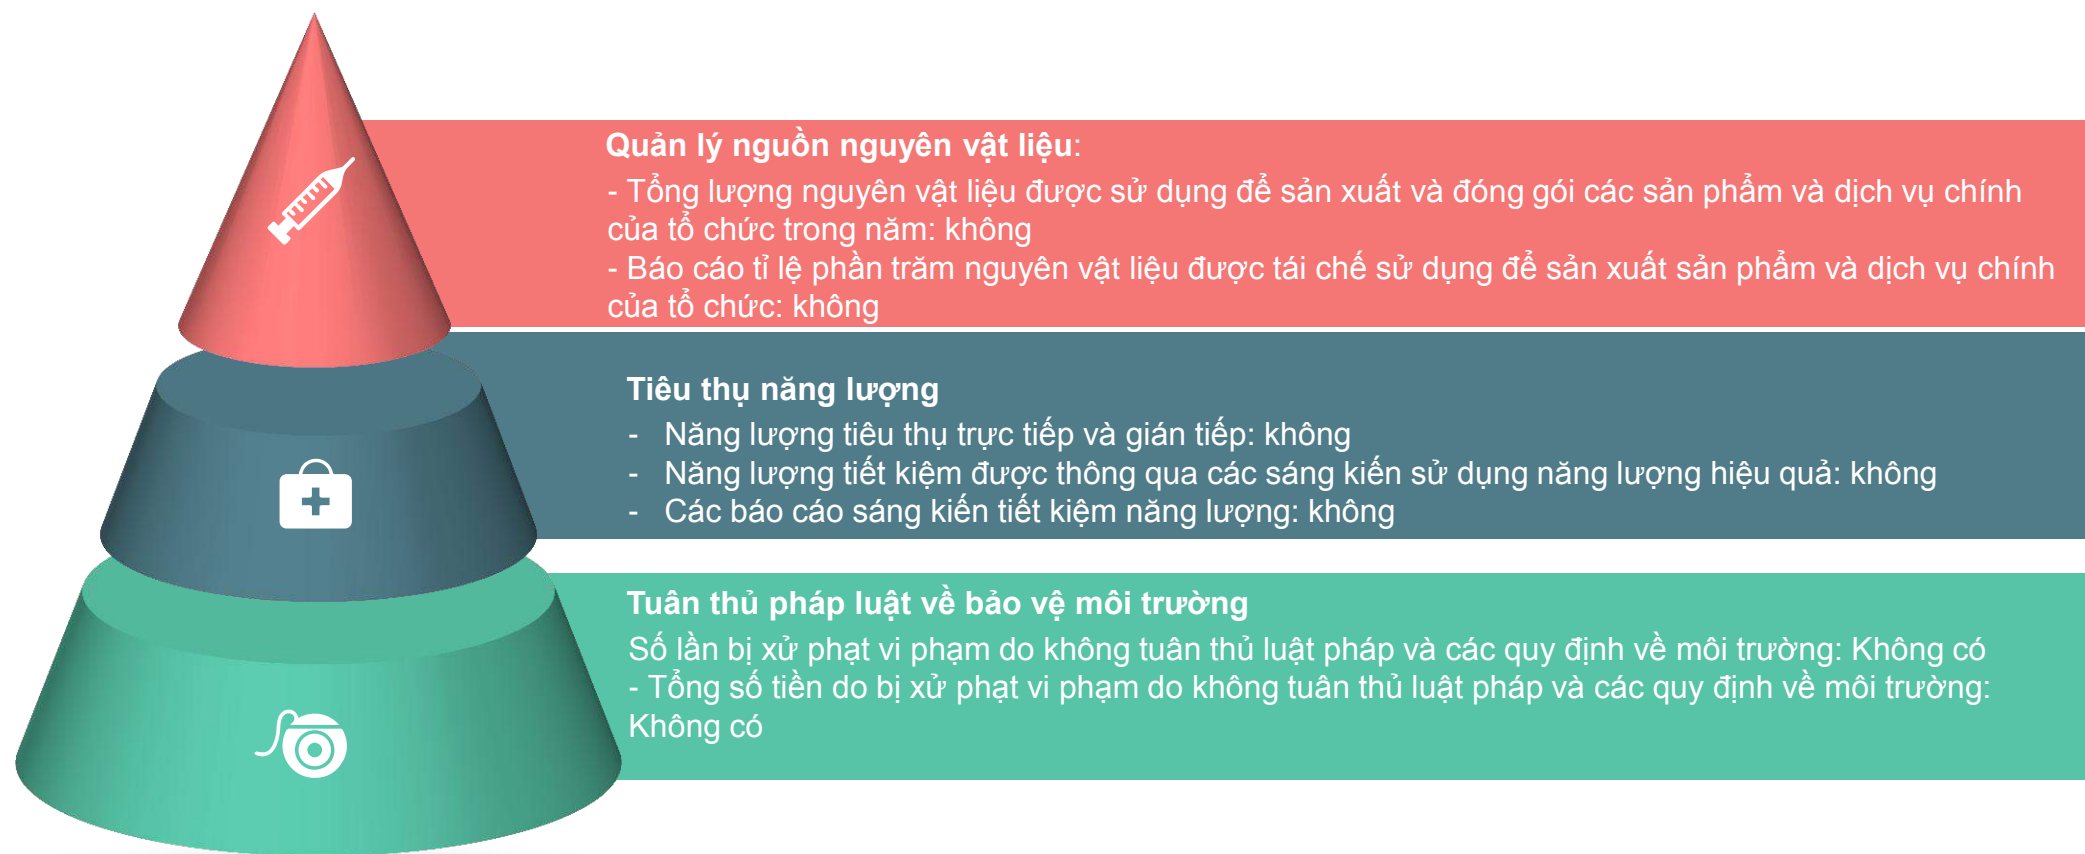 Quản lý nguồn nguyên vật liệu:
- Tổng lượng nguyên vật liệu được sử dụng để sản xuất và đóng gói các sản phẩm và dịch vụ chính
của tổ chức trong năm: không
- Báo cáo tỉ lệ phần trăm nguyên vật liệu được tái chế sử dụng để sản xuất sản phẩm và dịch vụ chính
của tổ chức: không
Tiêu thụ năng lượng
- Năng lượng tiêu thụ trực tiếp và gián tiếp: không
- Năng lượng tiết kiệm được thông qua các sáng kiến sử dụng năng lượng hiệu quả: không
- Các báo cáo sáng kiến tiết kiệm năng lượng: không
Tuân thủ pháp luật về bảo vệ môi trường
Số lần bị xử phạt vi phạm do không tuân thủ luật pháp và các quy định về môi trường: Không có
- Tổng số tiền do bị xử phạt vi phạm do không tuân thủ luật pháp và các quy định về môi trường:
Không có